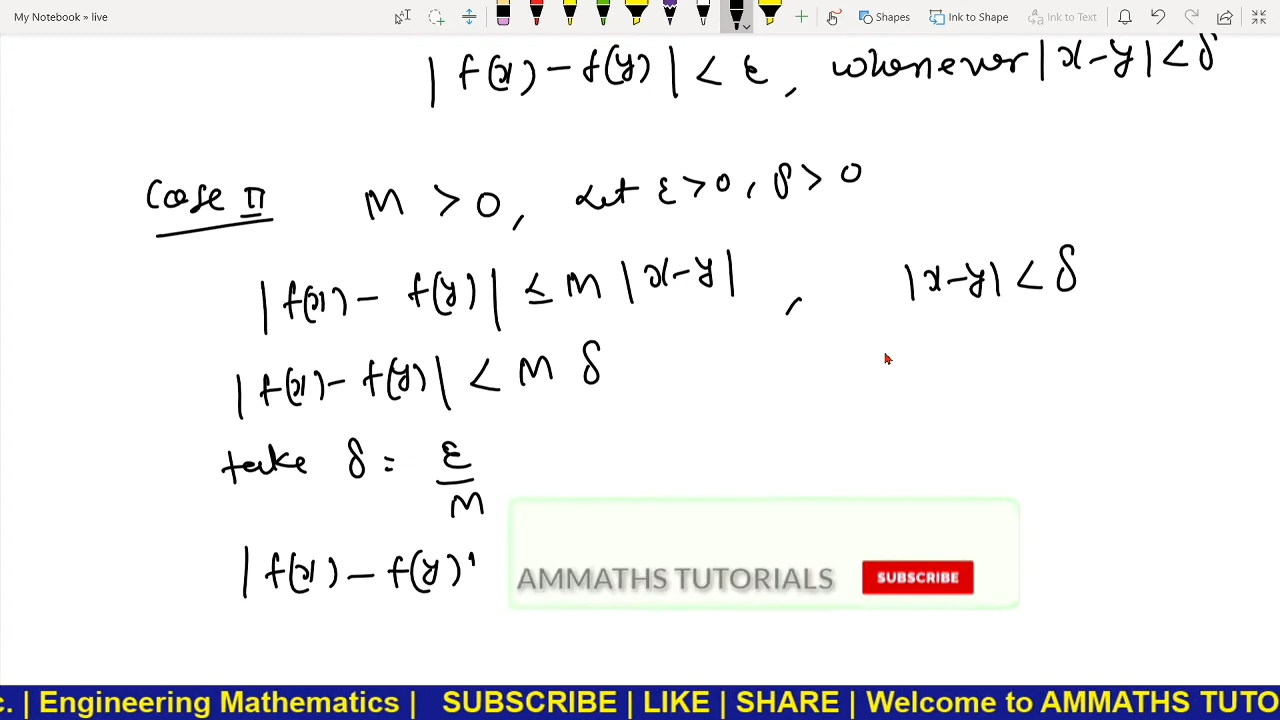 My Notebook » live
Shapes
Ink to Shape
Ink to Text
| f(x) - f(y) | < ε, whenever |x-y| < δ
Case II M > 0, Let ε > 0, δ > 0
| f(x) - f(y) | ≤ M |x-y|, |x-y| < δ
| f(x) - f(y) | < M δ
take δ = ε/M
| f(x) - f(y)
AMMATHS TUTORIALS
SUBSCRIBE
c. | Engineering Mathematics | SUBSCRIBE | LIKE | SHARE | Welcome to AMMATHS TUTO